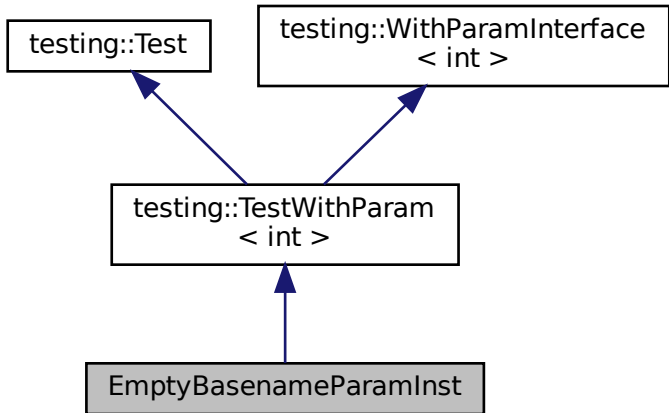 testing::Test
testing::WithParamInterface
< int >
testing::TestWithParam
< int >
EmptyBasenameParamInst